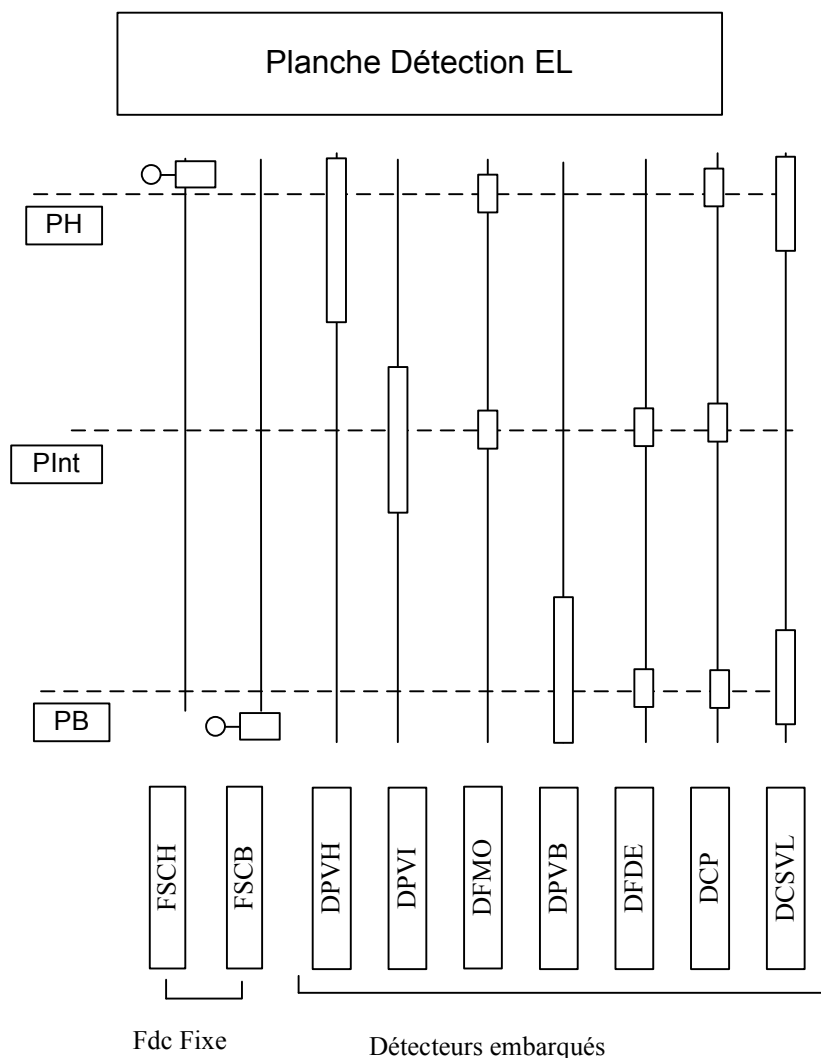 Planche Détection EL
PH
PInt
PB
FSCH
FSCB
DPVH
DPVI
DFMO
DPVB
DFDE
DCP
DCSVL
Fdc Fixe
Détecteurs embarqués